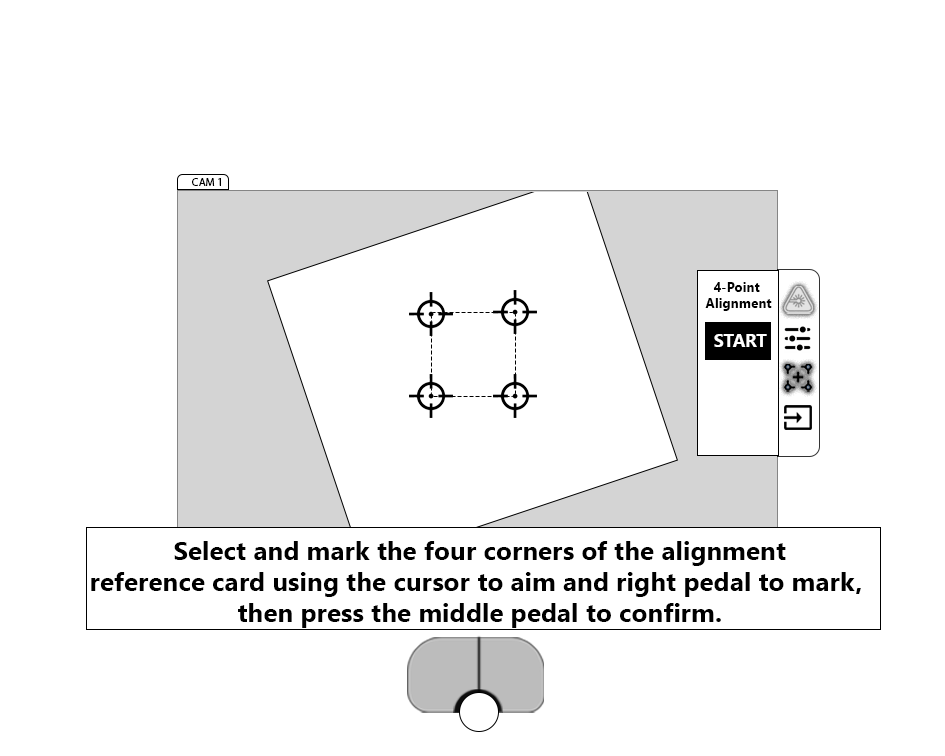 CAM 1
4-Point
Alignment
START
Select and mark the four corners of the alignment
reference card using the cursor to aim and right pedal to mark,
then press the middle pedal to confirm.